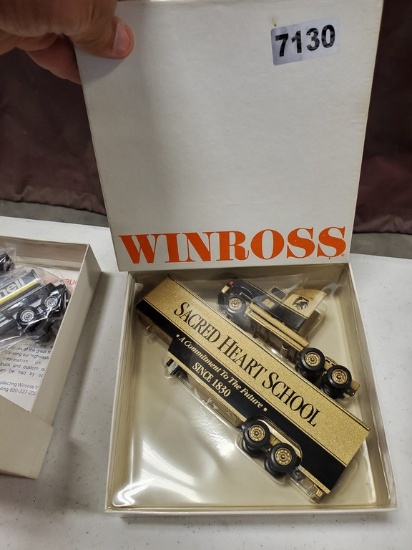 7130
WINROSS
SACRED HEART SCHOOL
• A Commitment To The Future •
SINCE 1830